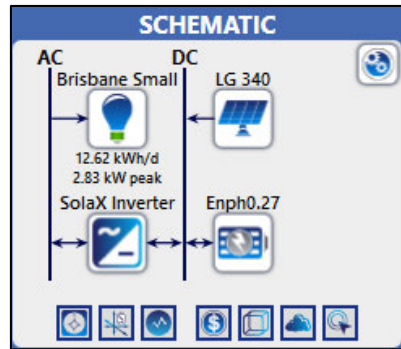 SCHEMATIC
AC DC
Brisbane Small LG 340
12.62 kWh/d
2.83 kW peak
SolaX Inverter Enph0.27